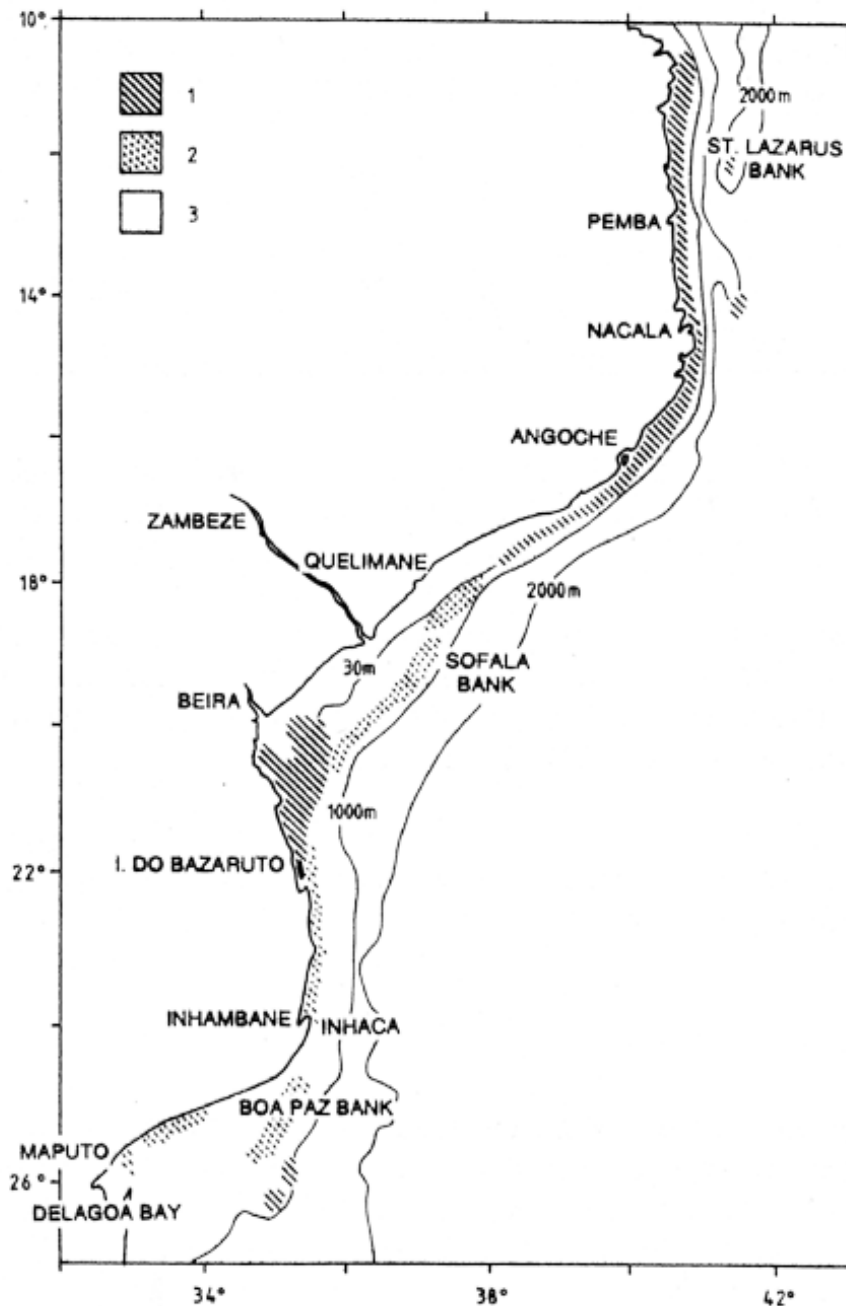 10°
1
2
3
2000m
ST. LAZARUS
BANK
PEMBA
14°
NACALA
ANGOCHE
ZAMBEZE
QUELIMANE
18°
2000m
SOFALA
BANK
30m
BEIRA
1000m
I. DO BAZARUTO
22°
INHAMBANE
INHACA
BOA PAZ BANK
MAPUTO
26°
DELAGOA BAY
34°
38°
42°